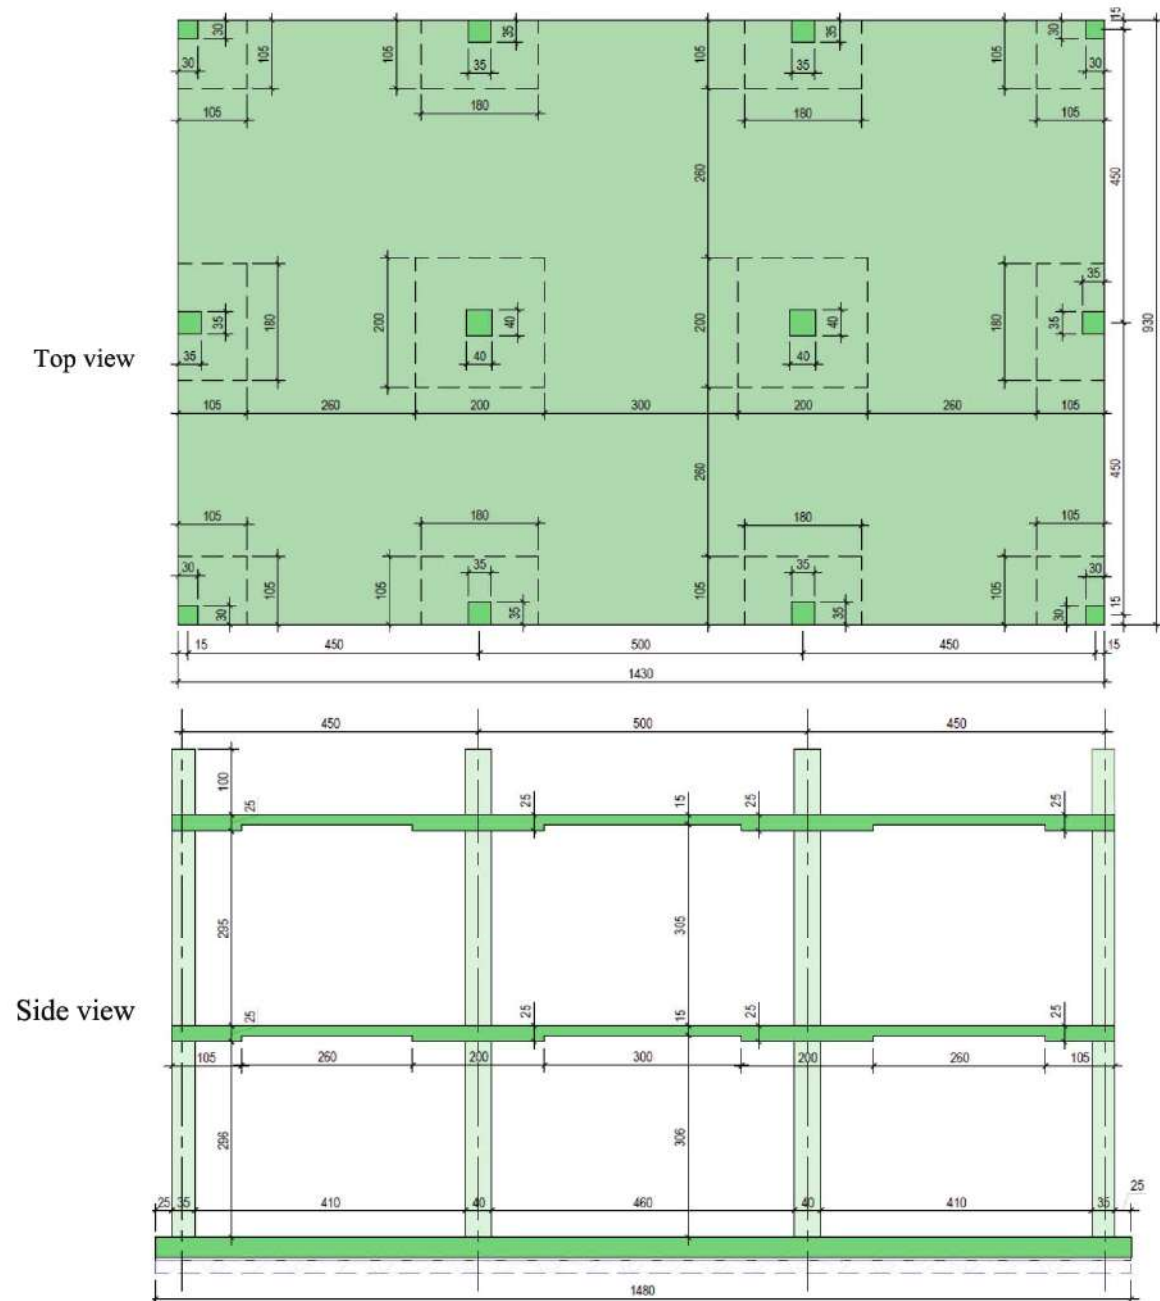 15
30 35 35 30
105 105 105 105
30 35 35 30
180 180
105 105 105 105
260 450
35
200 35 180 40 200 40 180 35 930
Top view
35 40 40
105 260 200 300 200 260 105
260 450
105 180 180 105
30 35 35 30
105 105 105 105
30 35 35 30 15
15 450 500 450 15
1430
450 500 450
100
25 25 15 25 25
295 305
Side view
25 25 15 25 25
105 260 200 300 200 260 105
296 306
25 35 410 40 460 40 410 35 25
1480